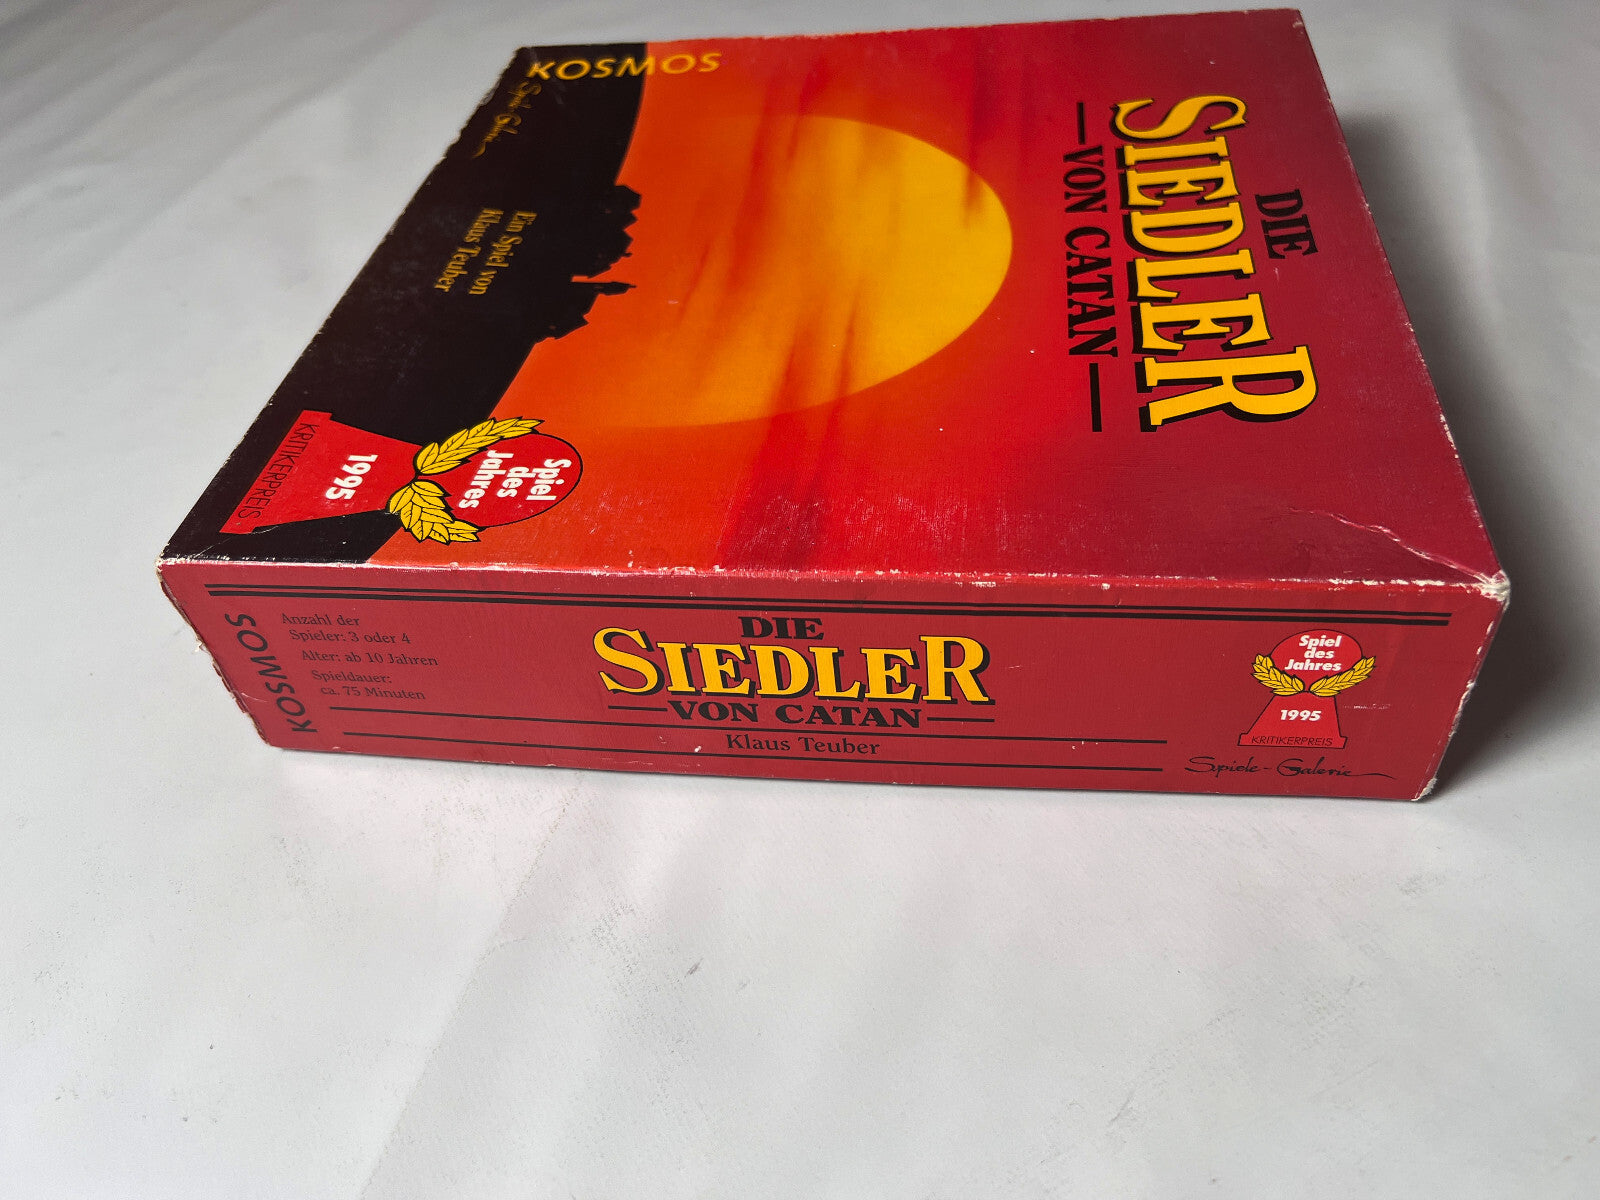 KOSMOS
Spiele-Galerie
Ein Spiel von
Klaus Teuber
DIE
SIEDLER
VON CATAN
Spiel
des
Jahres
1995
KRITIKERPREIS
KOSMOS
Anzahl der
Spieler: 3 oder 4
Alter: ab 10 Jahren
Spieldauer:
ca. 75 Minuten
DIE
SIEDLER
VON CATAN
Klaus Teuber
Spiel
des
Jahres
1995
KRITIKERPREIS
Spiele-Galerie